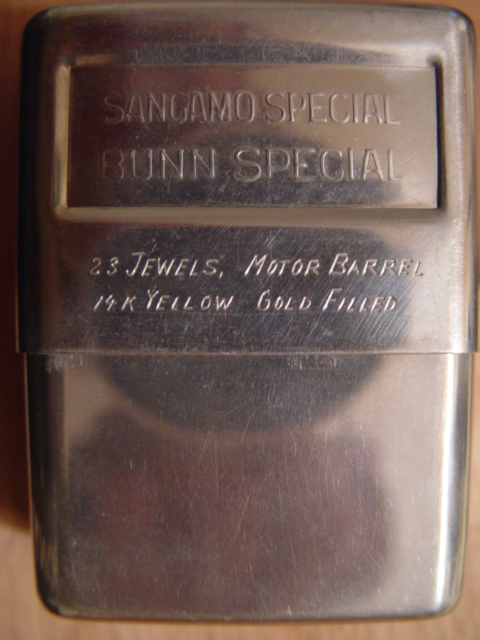 SANGAMO SPECIAL
BUNN SPECIAL
23 JEWELS, MOTOR BARREL
14K YELLOW GOLD FILLED